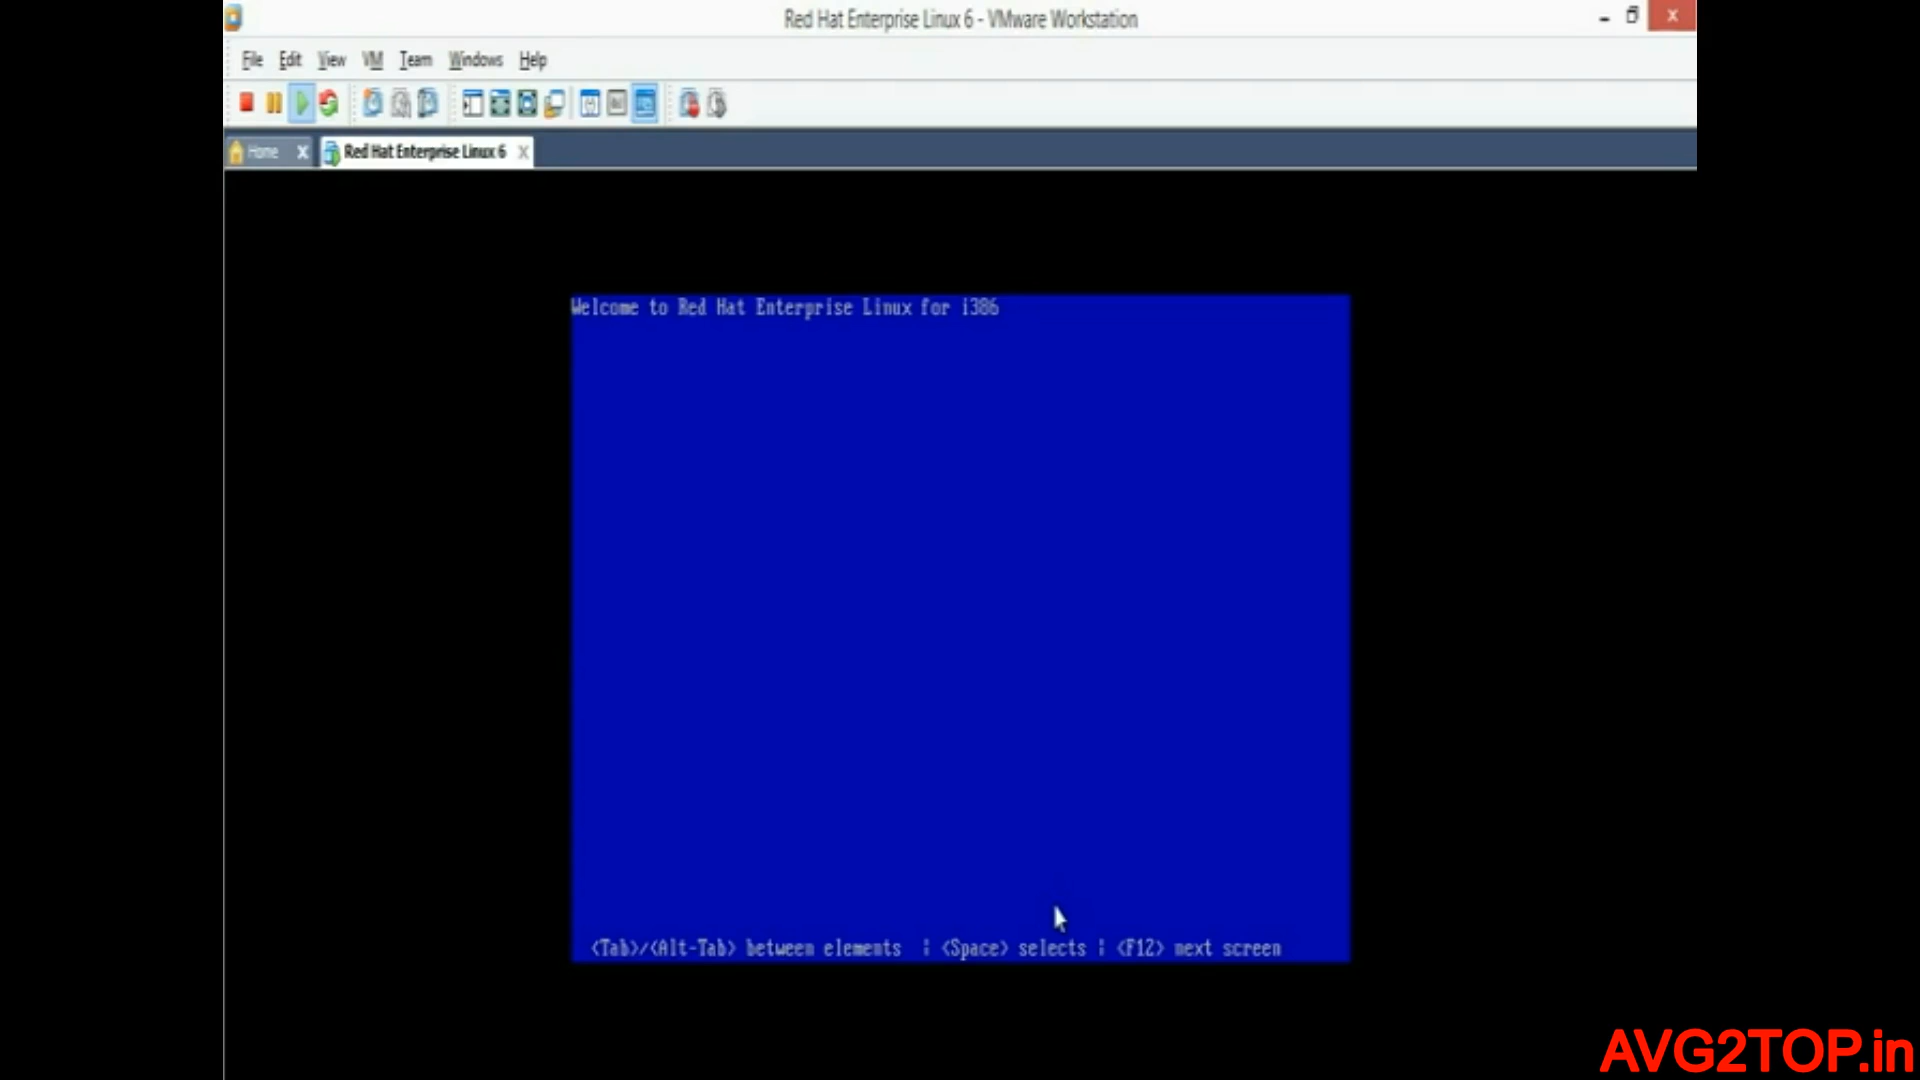 Red Hat Enterprise Linux 6 - VMware Workstation
File Edit View VM Team Windows Help
Home x Red Hat Enterprise Linux 6 x
Welcome to Red Hat Enterprise Linux for i386
<Tab>/<Alt-Tab> between elements | <Space> selects | <F12> next screen
AVG2TOP.in